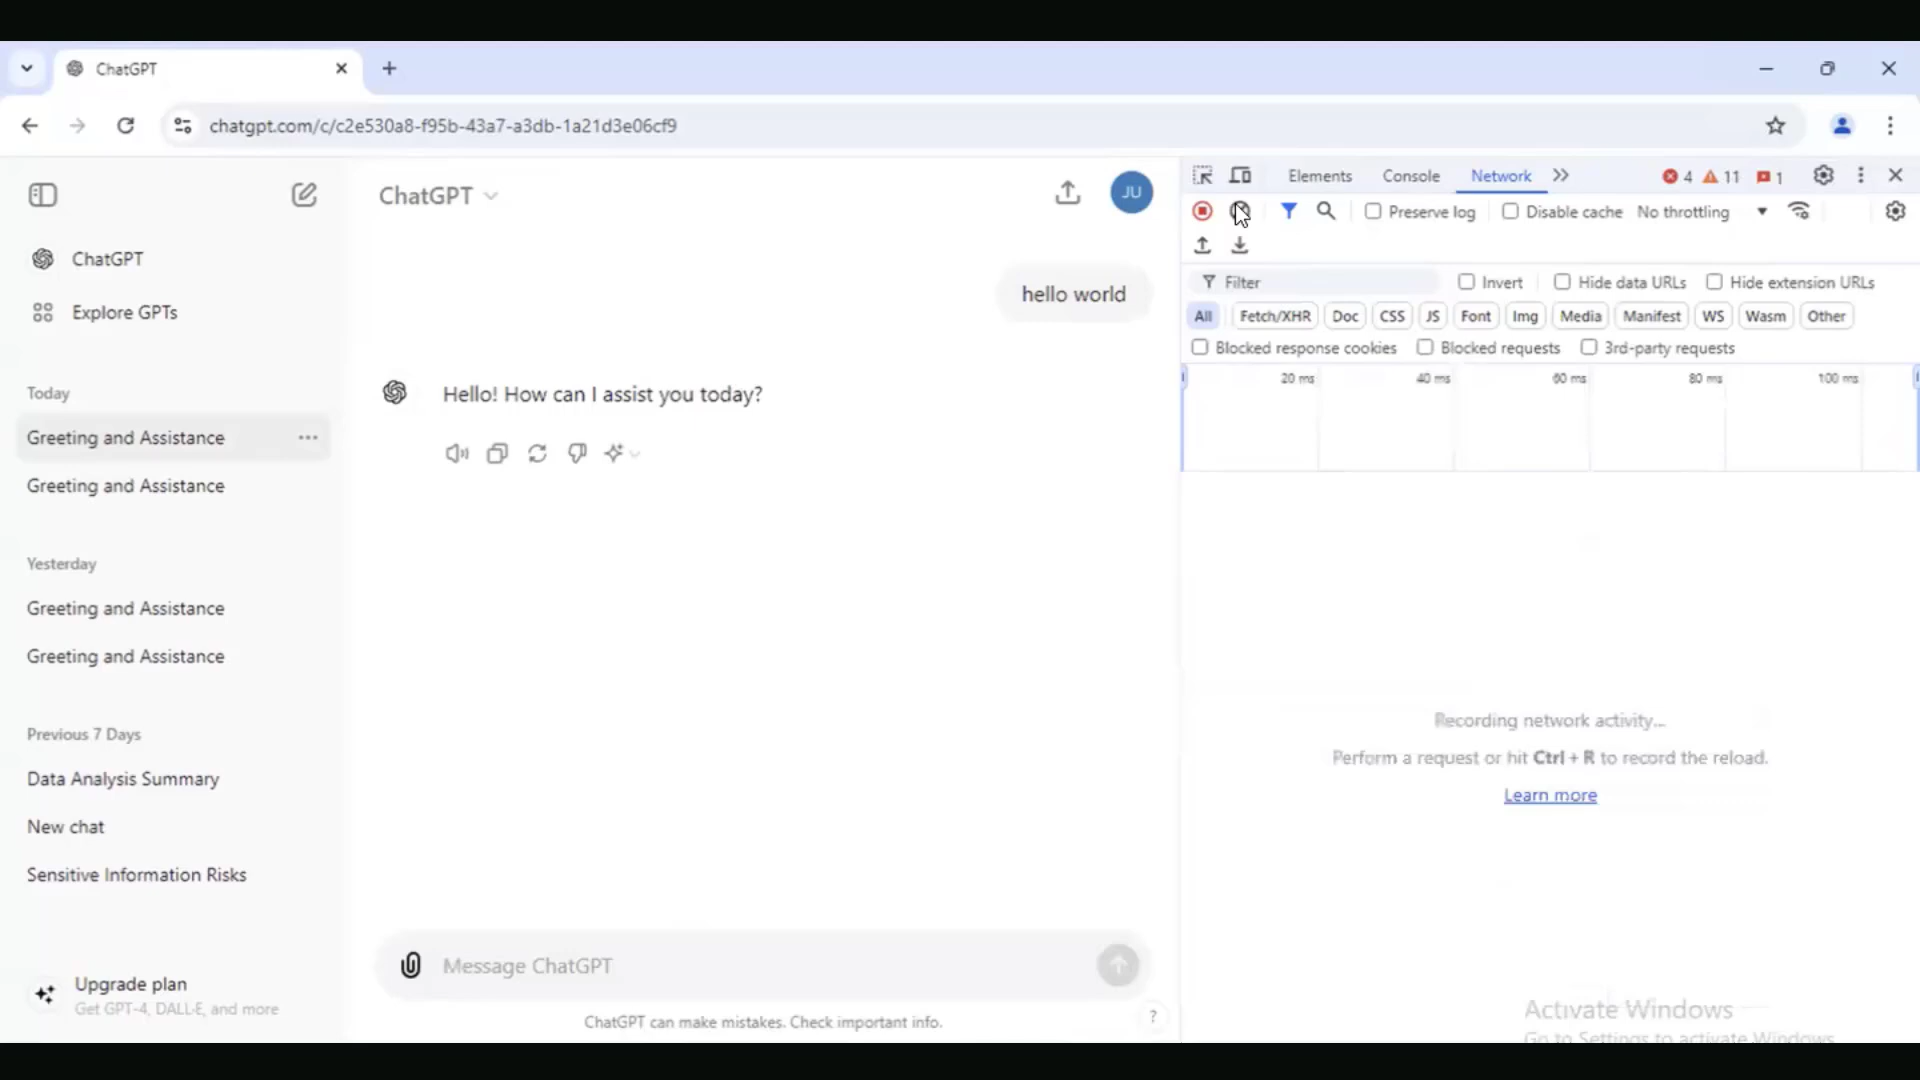 ChatGPT
chatgpt.com/c/c2e530a8-f95b-43a7-a3db-1a21d3e06cf9
ChatGPT
Explore GPTs
Today
Greeting and Assistance
Greeting and Assistance
Yesterday
Greeting and Assistance
Greeting and Assistance
Previous 7 Days
Data Analysis Summary
New chat
Sensitive Information Risks
Upgrade plan
Get GPT-4, DALL·E, and more
ChatGPT
JU
hello world
Hello! How can I assist you today?
Message ChatGPT
ChatGPT can make mistakes. Check important info.
?
Elements Console Network 4 11 1
Preserve log Disable cache No throttling
Filter Invert Hide data URLs Hide extension URLs
All Fetch/XHR Doc CSS JS Font Img Media Manifest WS Wasm Other
Blocked response cookies Blocked requests 3rd-party requests
20 ms 40 ms 60 ms 80 ms 100 ms
Recording network activity...
Perform a request or hit Ctrl + R to record the reload.
Learn more
Activate Windows
Go to Settings to activate Windows.